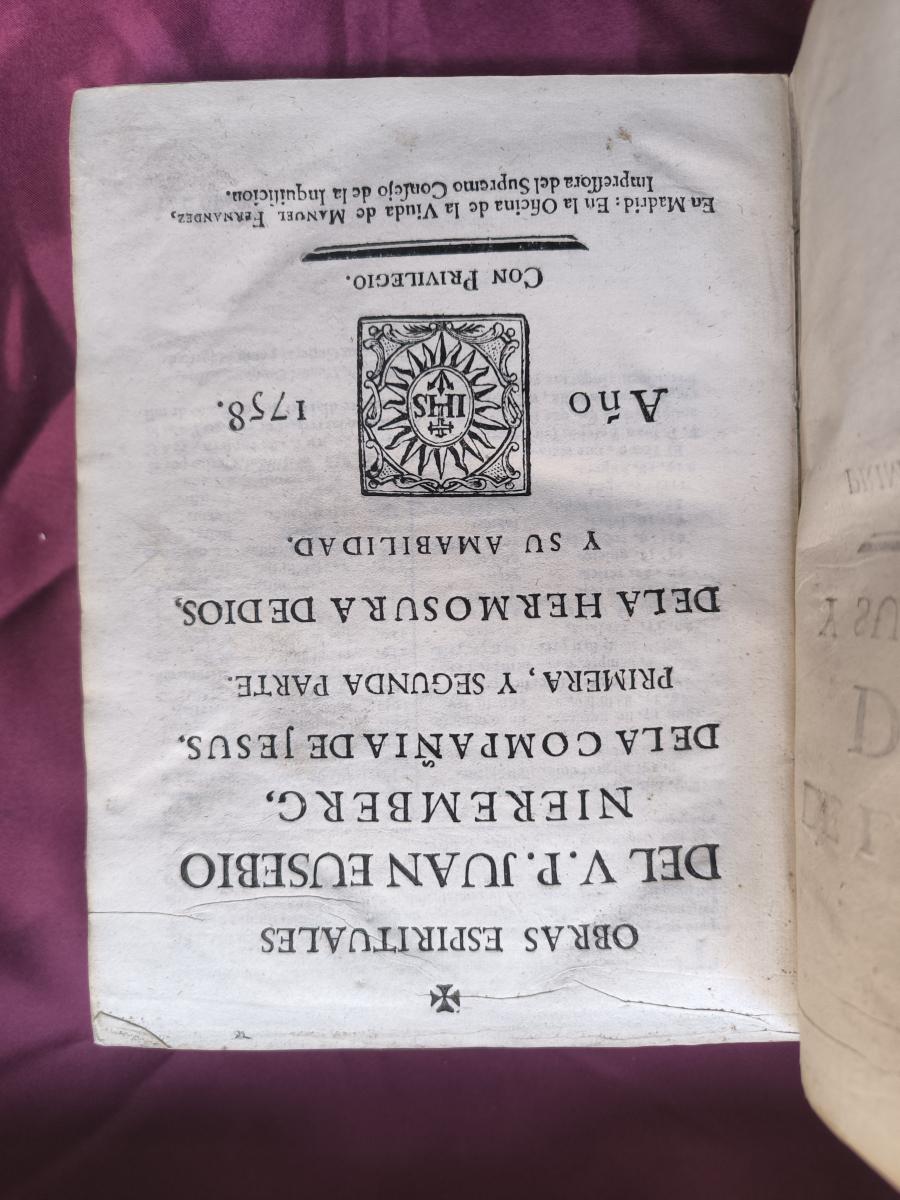 ✠
OBRAS ESPIRITUALES
DEL V. P. JUAN EUSEBIO
NIEREMBERG,
DE LA COMPAÑIA DE JESUS.
PRIMERA, Y SEGUNDA PARTE.
DE LA HERMOSURA DE DIOS,
Y SU AMABILIDAD.
Año 1758.
IHS
CON PRIVILEGIO.
En Madrid: En la Oficina de la Viuda de MANUEL FERNANDEZ,
Impressora del Supremo Consejo de la Inquisicion.